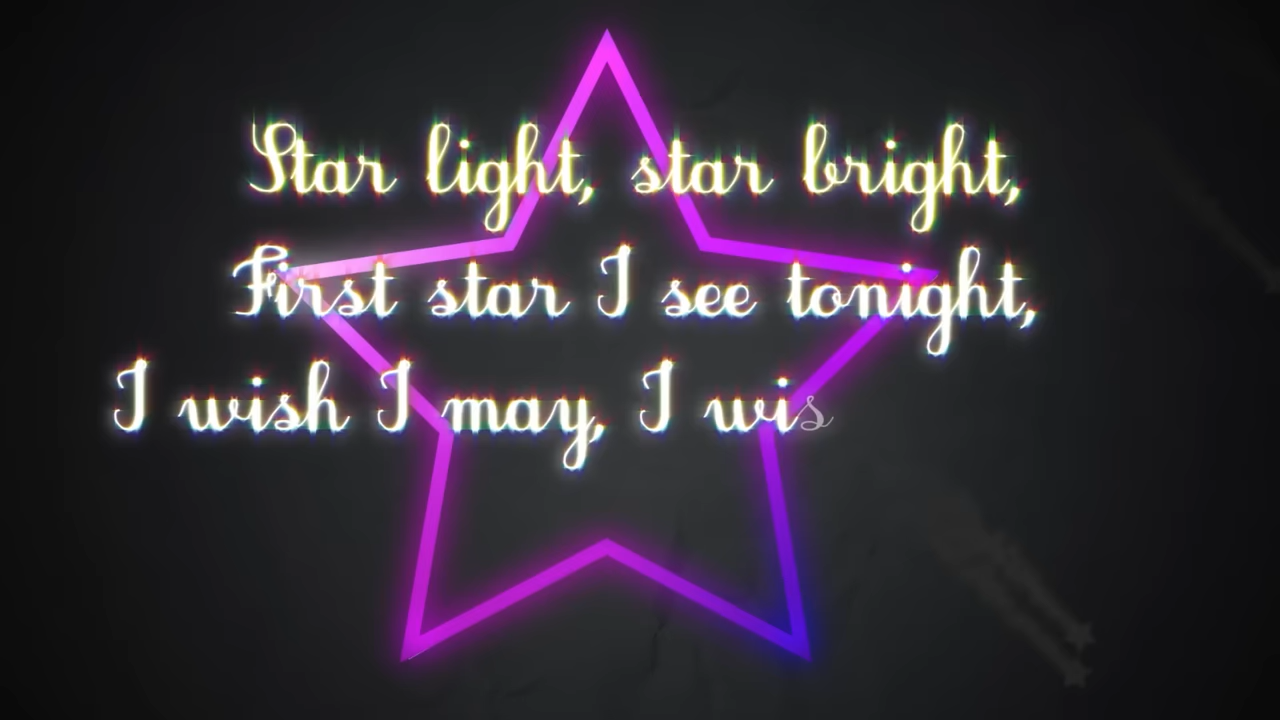 Star light, star bright,
First star I see tonight,
I wish I may, I wis